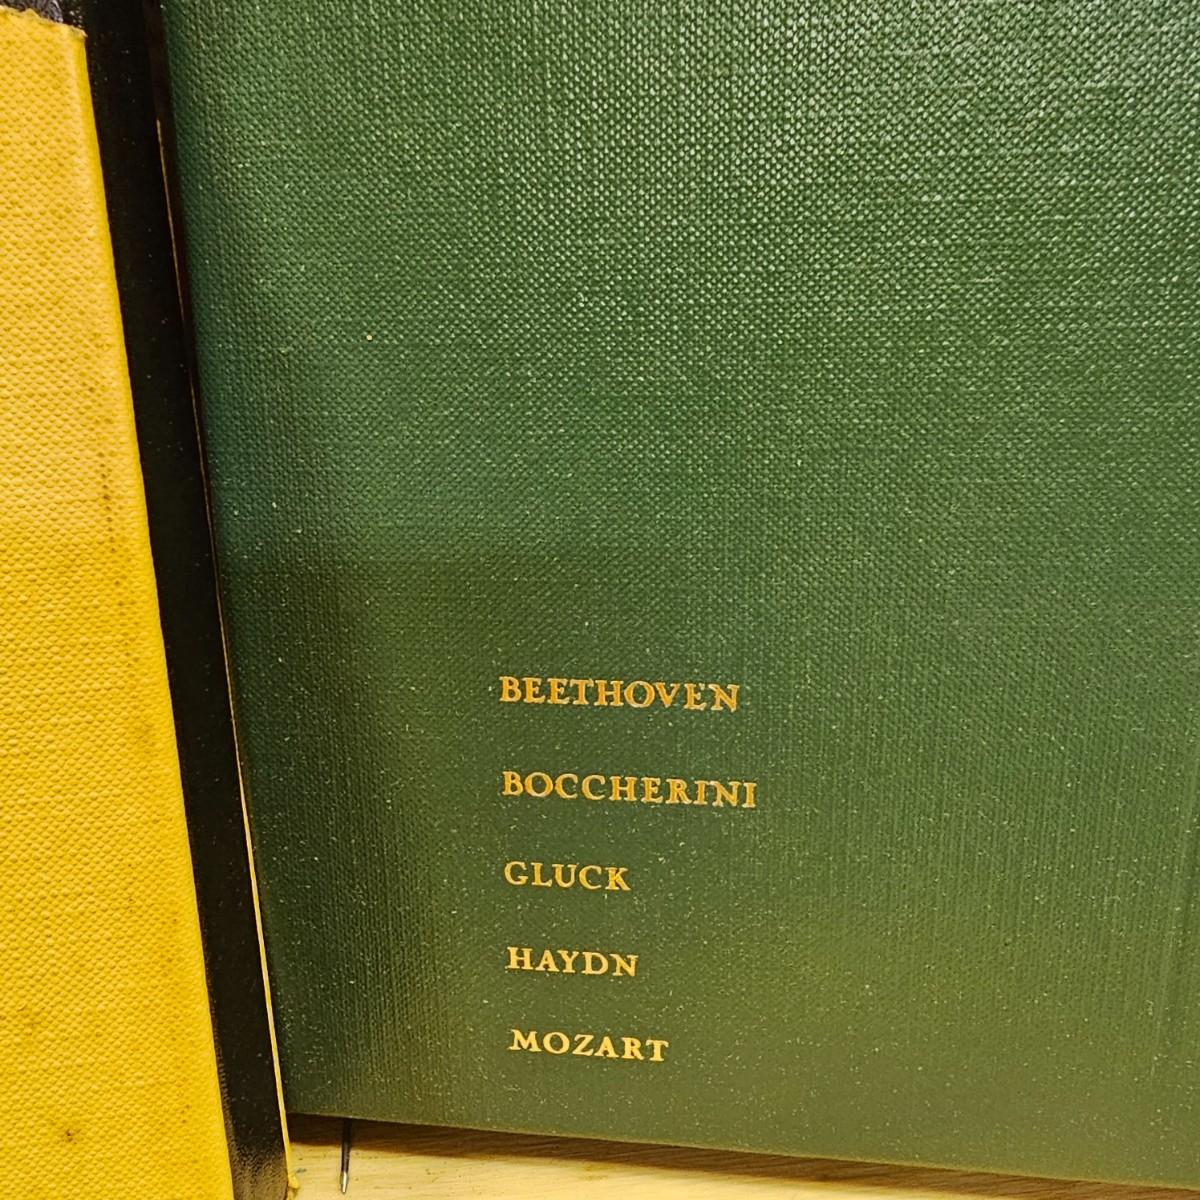 BEETHOVEN
BOCCHERINI
GLUCK
HAYDN
MOZART